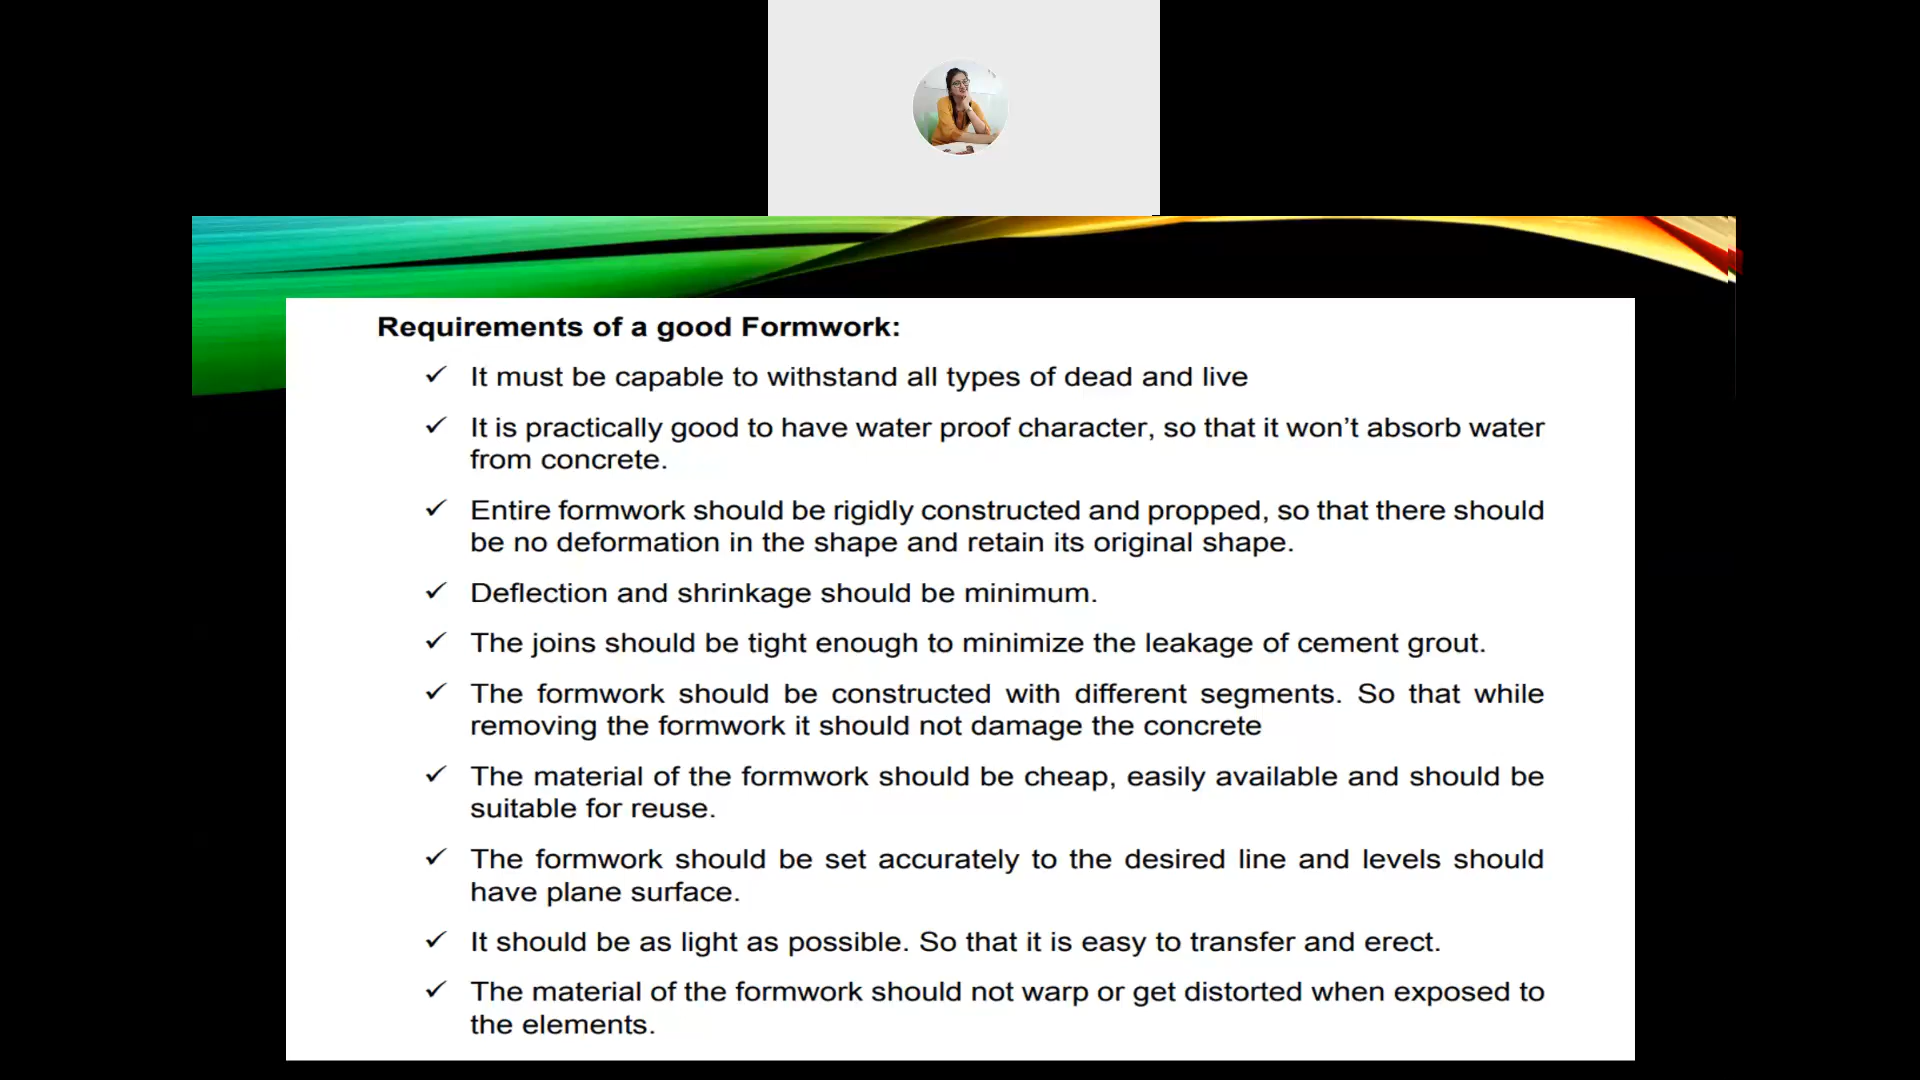 Requirements of a good Formwork:
✓ It must be capable to withstand all types of dead and live
✓ It is practically good to have water proof character, so that it won’t absorb water
from concrete.
✓ Entire formwork should be rigidly constructed and propped, so that there should
be no deformation in the shape and retain its original shape.
✓ Deflection and shrinkage should be minimum.
✓ The joins should be tight enough to minimize the leakage of cement grout.
✓ The formwork should be constructed with different segments. So that while
removing the formwork it should not damage the concrete
✓ The material of the formwork should be cheap, easily available and should be
suitable for reuse.
✓ The formwork should be set accurately to the desired line and levels should
have plane surface.
✓ It should be as light as possible. So that it is easy to transfer and erect.
✓ The material of the formwork should not warp or get distorted when exposed to
the elements.